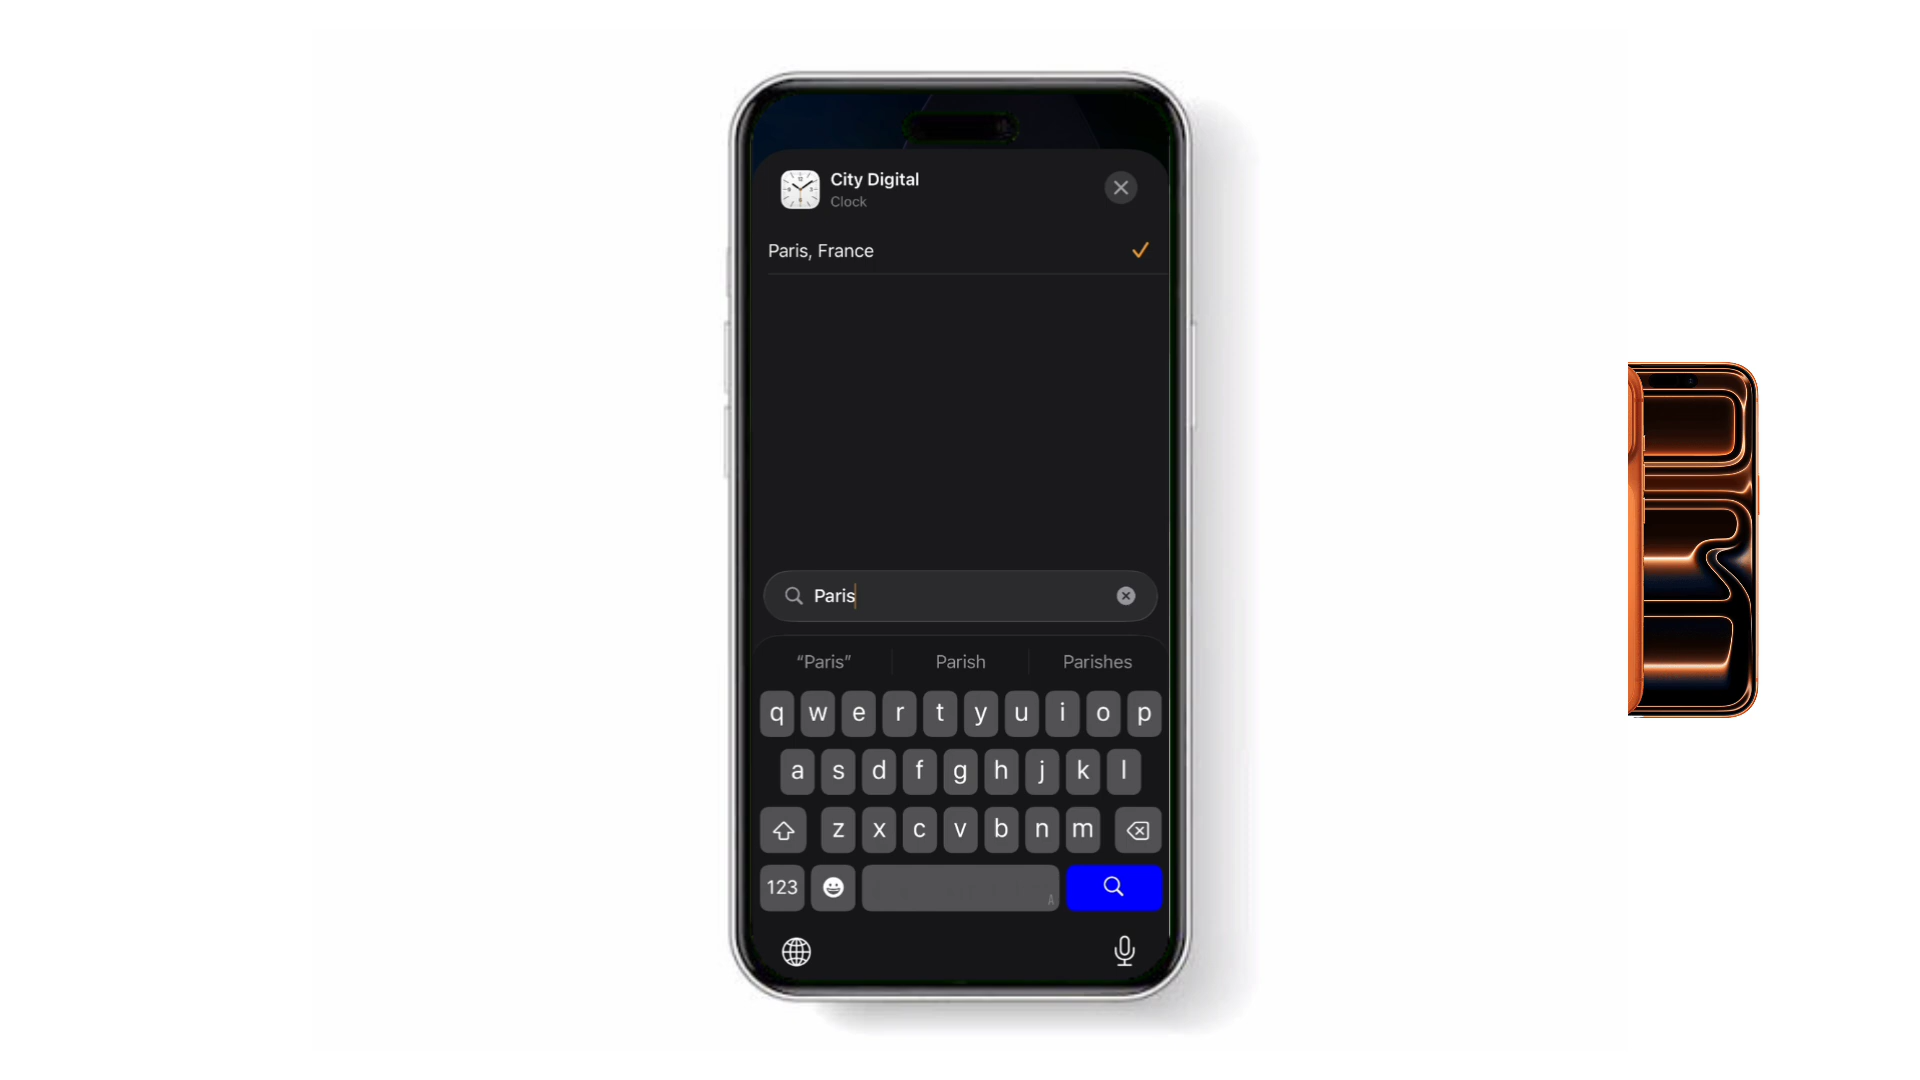 City Digital
Clock
Paris, France
Paris
“Paris” Parish Parishes
q w e r t y u i o p
a s d f g h j k l
z x c v b n m
123
A